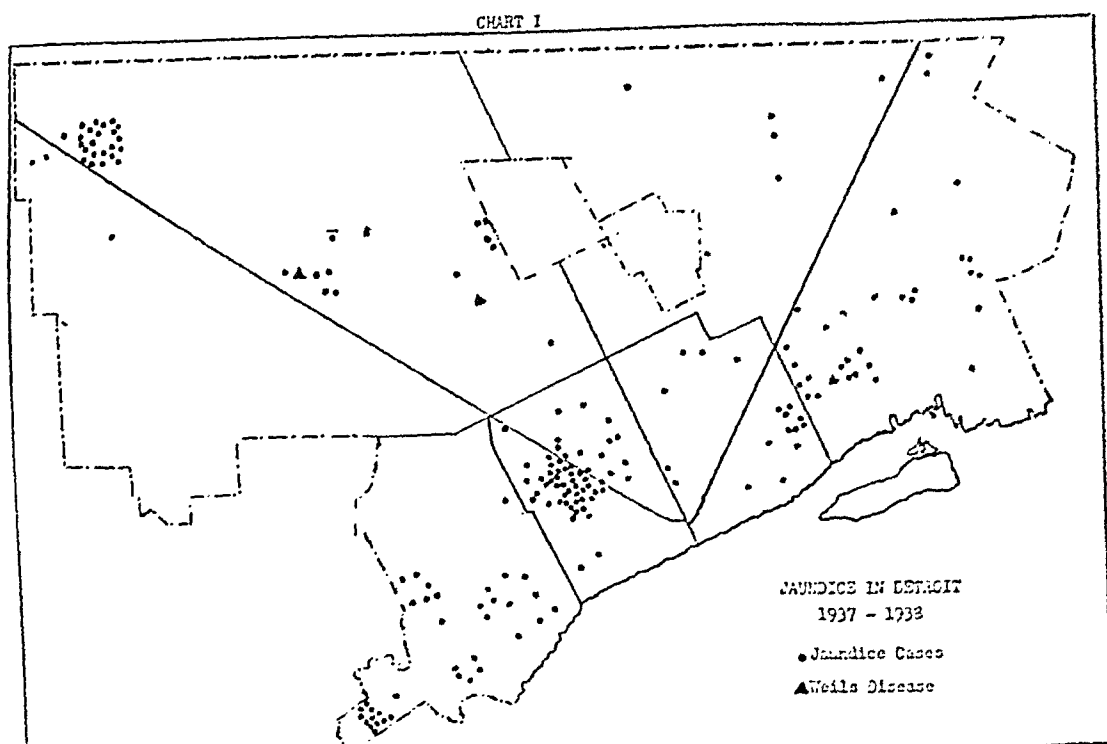 CHART I
JAUNDICE IN DETROIT
1937 - 1938
Jaundice Cases
Weils Disease